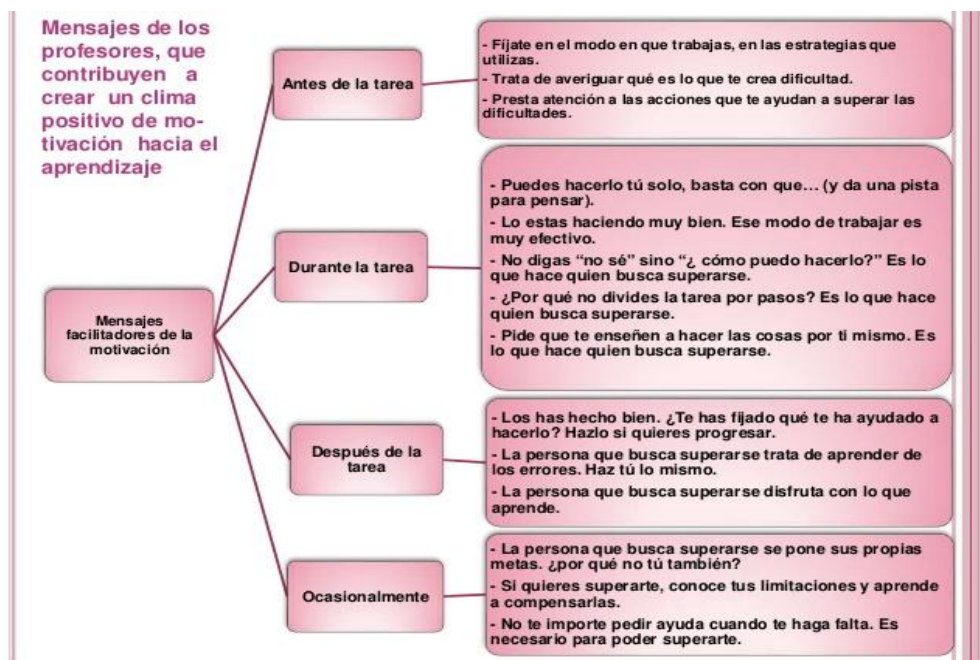 Mensajes de los
profesores, que
contribuyen a
crear un clima
positivo de mo-
tivación hacia el
aprendizaje
Mensajes
facilitadores de la
motivación
Antes de la tarea
- Fíjate en el modo en que trabajas, en las estrategias que
utilizas.
- Trata de averiguar qué es lo que te crea dificultad.
- Presta atención a las acciones que te ayudan a superar las
dificultades.
Durante la tarea
- Puedes hacerlo tú solo, basta con que... (y da una pista
para pensar).
- Lo estas haciendo muy bien. Ese modo de trabajar es
muy efectivo.
- No digas “no sé” sino “¿ cómo puedo hacerlo?” Es lo
que hace quien busca superarse.
- ¿Por qué no divides la tarea por pasos? Es lo que hace
quien busca superarse.
- Pide que te enseñen a hacer las cosas por ti mismo. Es
lo que hace quien busca superarse.
Después de la
tarea
- Los has hecho bien. ¿Te has fijado qué te ha ayudado a
hacerlo? Hazlo si quieres progresar.
- La persona que busca superarse trata de aprender de
los errores. Haz tú lo mismo.
- La persona que busca superarse disfruta con lo que
aprende.
Ocasionalmente
- La persona que busca superarse se pone sus propias
metas. ¿por qué no tú también?
- Si quieres superarte, conoce tus limitaciones y aprende
a compensarlas.
- No te importe pedir ayuda cuando te haga falta. Es
necesario para poder superarte.